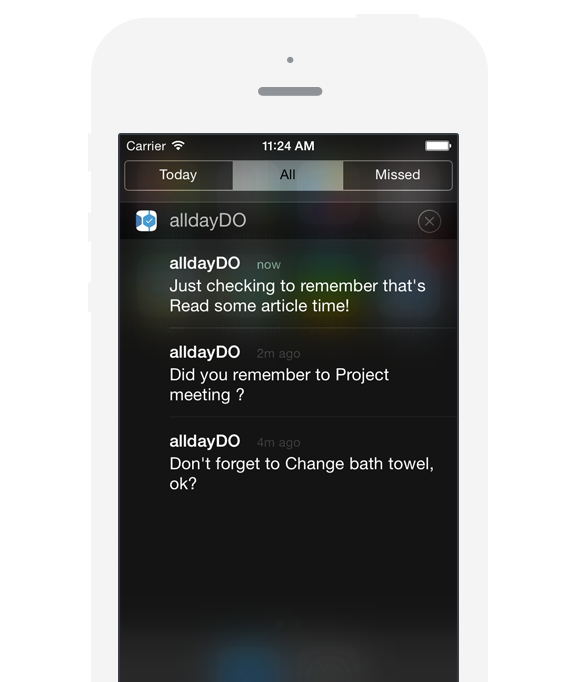 Carrier 11:24 AM
Today All Missed
alldayDO
alldayDO now
Just checking to remember that's
Read some article time!
alldayDO 2m ago
Did you remember to Project
meeting ?
alldayDO 4m ago
Don't forget to Change bath towel,
ok?